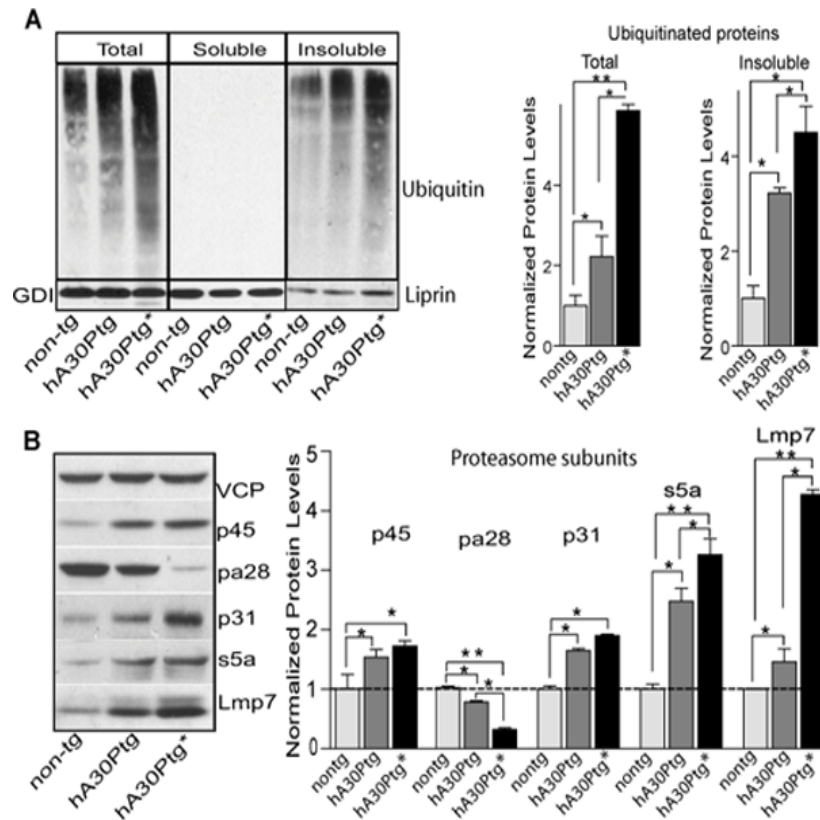 A
Total Soluble Insoluble
Ubiquitin
GDI Liprin
non-tg hA30Ptg hA30Ptg* non-tg hA30Ptg hA30Ptg* non-tg hA30Ptg hA30Ptg*
Ubiquitinated proteins
Total
Normalized Protein Levels
** * *
4
2
0
nontg hA30Ptg hA30Ptg*
Insoluble
Normalized Protein Levels
* * *
4
2
0
nontg hA30Ptg hA30Ptg*
B
VCP
p45
pa28
p31
s5a
Lmp7
non-tg hA30Ptg hA30Ptg*
Proteasome subunits
Normalized Protein Levels
5
4
3
2
1
0
p45
* *
pa28
** * *
p31
* *
s5a
* * * *
Lmp7
** * *
nontg hA30Ptg hA30Ptg* nontg hA30Ptg hA30Ptg* nontg hA30Ptg hA30Ptg* nontg hA30Ptg hA30Ptg* nontg hA30Ptg hA30Ptg*